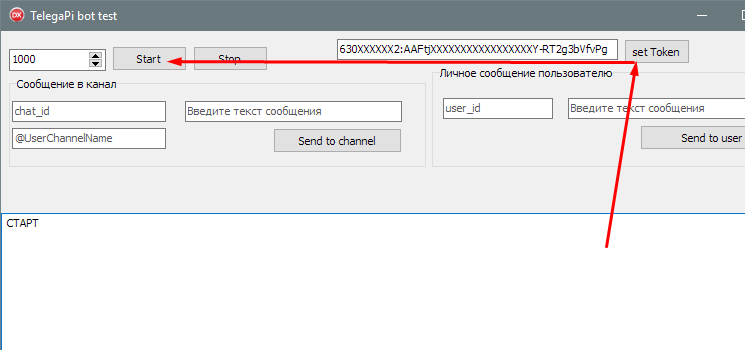 TelegaPi bot test
1000
Start
Stop
630XXXXXX2:AAFtjXXXXXXXXXXXXXXXXXY-RT2g3bVfvPg
set Token
Сообщение в канал
chat_id
Введите текст сообщения
@UserChannelName
Send to channel
Личное сообщение пользователю
user_id
Введите текст сообщения
Send to user
СТАРТ